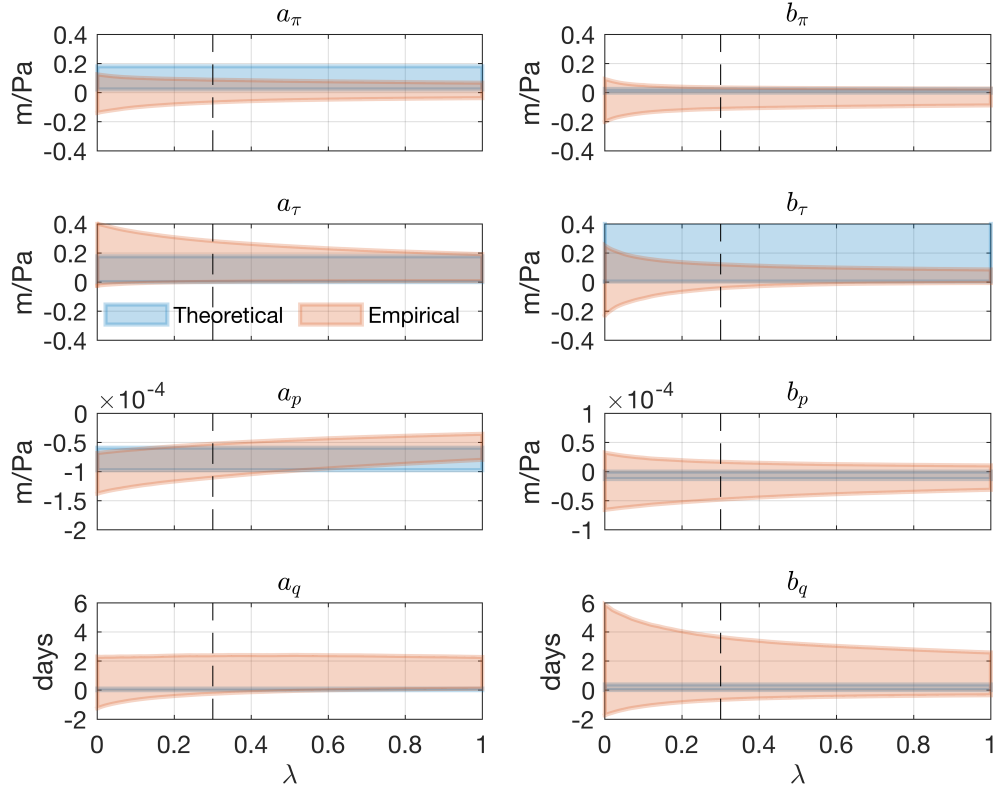 a_π
b_π
0.4
0.2
0
-0.2
-0.4
m/Pa
0.4
0.2
0
-0.2
-0.4
m/Pa
a_τ
b_τ
0.4
0.2
0
-0.2
-0.4
m/Pa
Theoretical Empirical
0.4
0.2
0
-0.2
-0.4
m/Pa
a_p
b_p
×10^-4
0
-0.5
-1
-1.5
-2
m/Pa
×10^-4
1
0.5
0
-0.5
-1
m/Pa
a_q
b_q
6
4
2
0
-2
days
0 0.2 0.4 0.6 0.8 1
λ
6
4
2
0
-2
days
0 0.2 0.4 0.6 0.8 1
λ